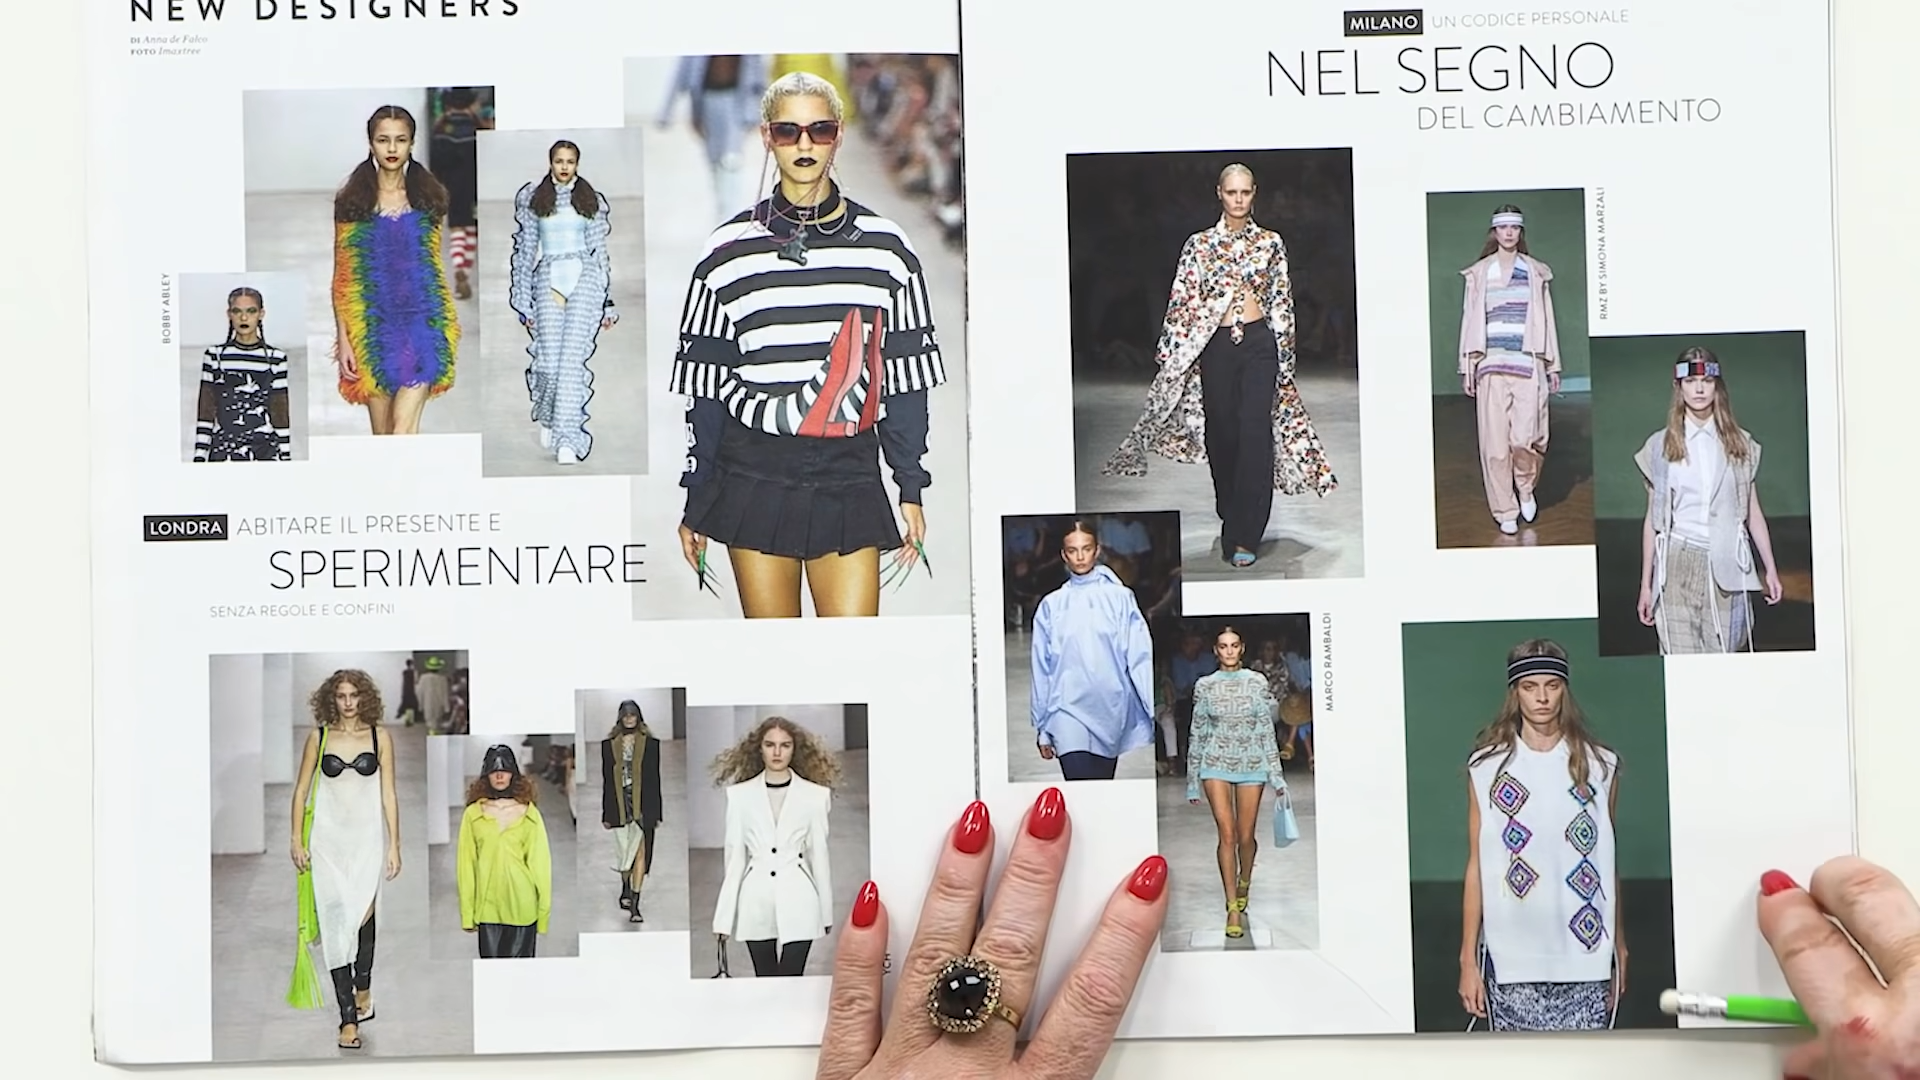 NEW DESIGNERS
DI Anna de Falco
FOTO Imaxtree
BOBBY ABLEY
LONDRA ABITARE IL PRESENTE E
SPERIMENTARE
SENZA REGOLE E CONFINI
MILANO UN CODICE PERSONALE
NEL SEGNO
DEL CAMBIAMENTO
RMZ BY SIMONA MARZALI
MARCO RAMBALDI